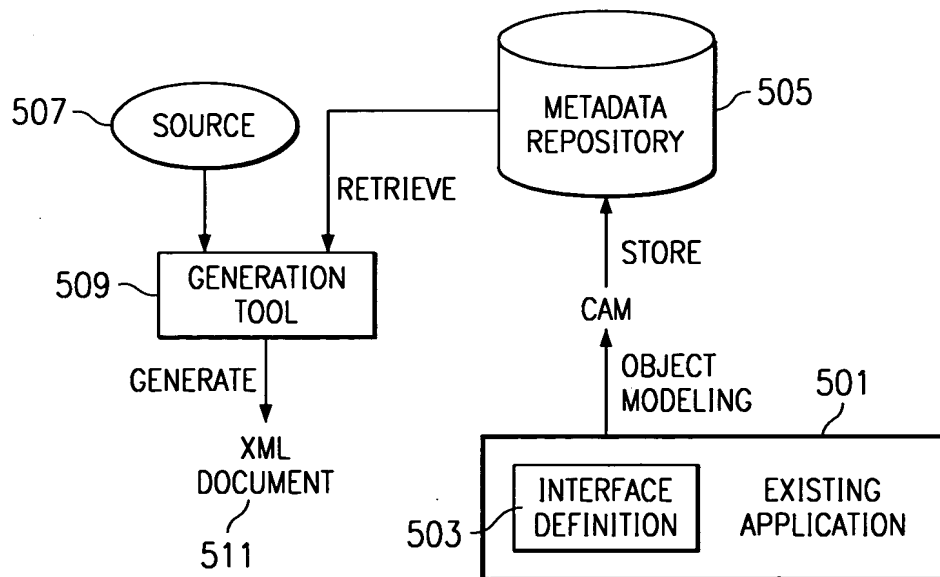 507
SOURCE
METADATA
REPOSITORY
505
RETRIEVE
509
GENERATION
TOOL
STORE
CAM
GENERATE
OBJECT
MODELING
501
XML
DOCUMENT
511
503
INTERFACE
DEFINITION
EXISTING
APPLICATION